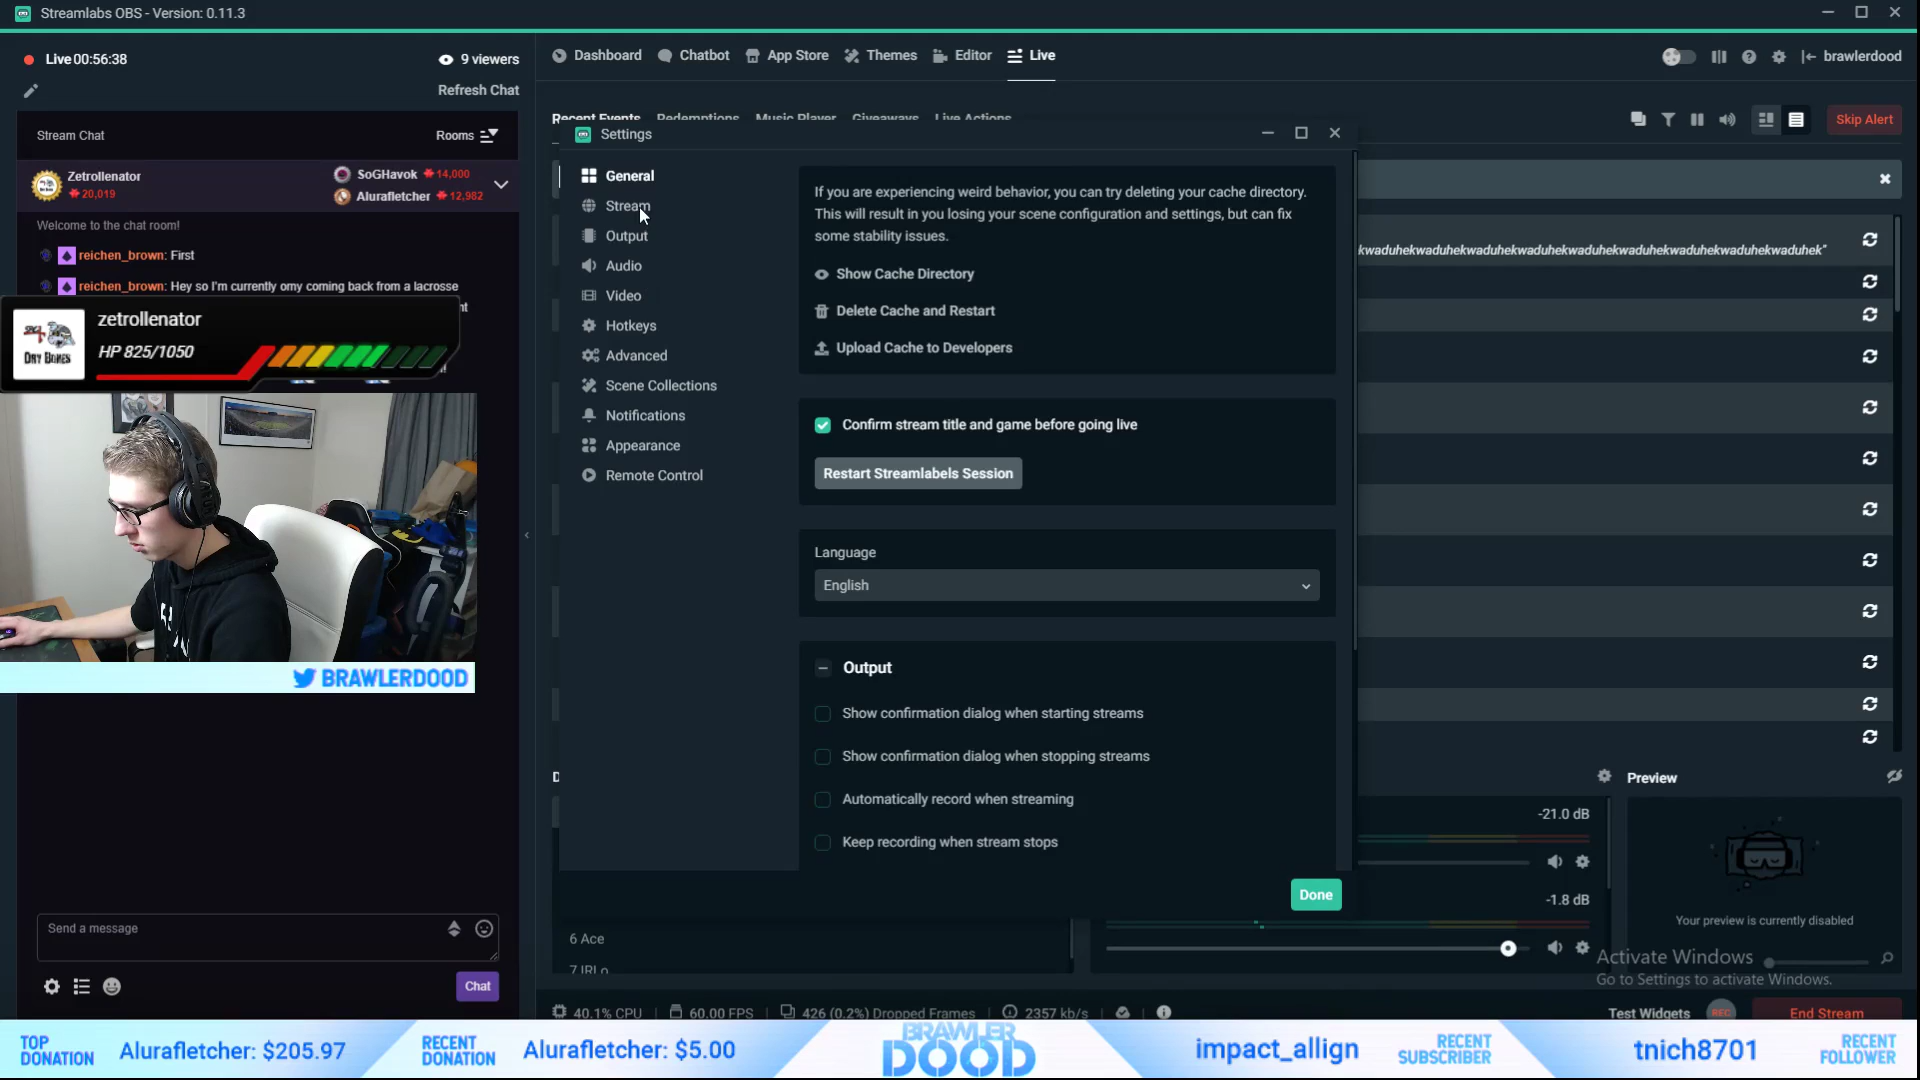 Streamlabs OBS - Version: 0.11.3
Live 00:56:38
9 viewers
Refresh Chat
Stream Chat
Rooms
Zetrollenator
20,019
SoGHavok 14,000
Alurafletcher 12,982
Welcome to the chat room!
reichen_brown: First
reichen_brown: Hey so I'm currently omy coming back from a lacrosse
zetrollenator
HP 825/1050
DRY BONES
BRAWLERDOOD
Send a message
Chat
Dashboard
Chatbot
App Store
Themes
Editor
Live
brawlerdood
Recent Events
Redemptions
Music Player
Giveaways
Live Actions
Skip Alert
Settings
General
Stream
Output
Audio
Video
Hotkeys
Advanced
Scene Collections
Notifications
Appearance
Remote Control
If you are experiencing weird behavior, you can try deleting your cache directory.
This will result in you losing your scene configuration and settings, but can fix
some stability issues.
Show Cache Directory
Delete Cache and Restart
Upload Cache to Developers
Confirm stream title and game before going live
Restart Streamlabels Session
Language
English
Output
Show confirmation dialog when starting streams
Show confirmation dialog when stopping streams
Automatically record when streaming
Keep recording when stream stops
Done
kwaduhekwaduhekwaduhekwaduhekwaduhekwaduhekwaduhekwaduhekwaduhek"
6 Ace
-21.0 dB
-1.8 dB
Preview
Your preview is currently disabled
Activate Windows
Go to Settings to activate Windows.
40.1% CPU
60.00 FPS
426 (0.2%) Dropped Frames
2357 kb/s
Test Widgets
REC
End Stream
TOP DONATION
Alurafletcher: $205.97
RECENT DONATION
Alurafletcher: $5.00
BRAWLER
DOOD
impact_allign
RECENT SUBSCRIBER
tnich8701
RECENT FOLLOWER